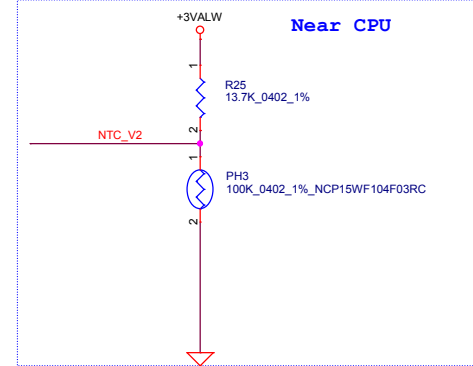 +3VALW
Near CPU
1
R25
13.7K_0402_1%
2
NTC_V2
1
PH3
100K_0402_1%_NCP15WF104F03RC
2